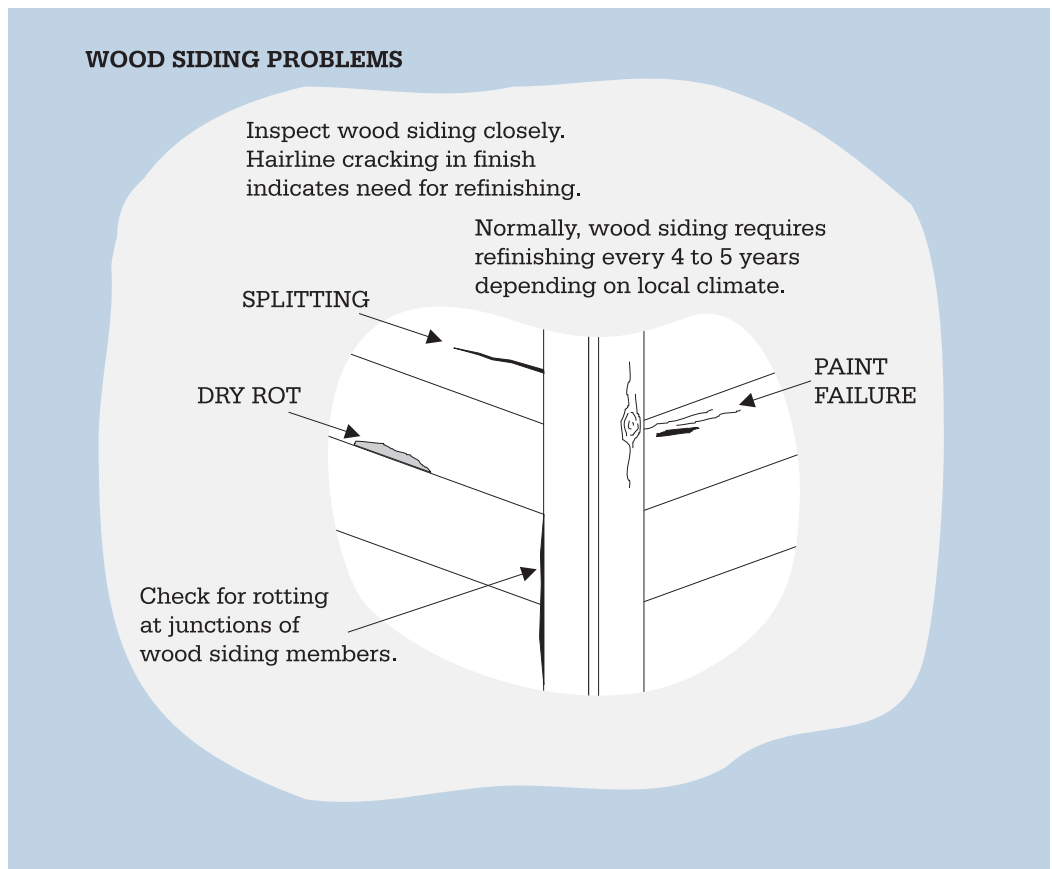 WOOD SIDING PROBLEMS
Inspect wood siding closely.
Hairline cracking in finish
indicates need for refinishing.
Normally, wood siding requires
refinishing every 4 to 5 years
depending on local climate.
SPLITTING
DRY ROT
PAINT
FAILURE
Check for rotting
at junctions of
wood siding members.